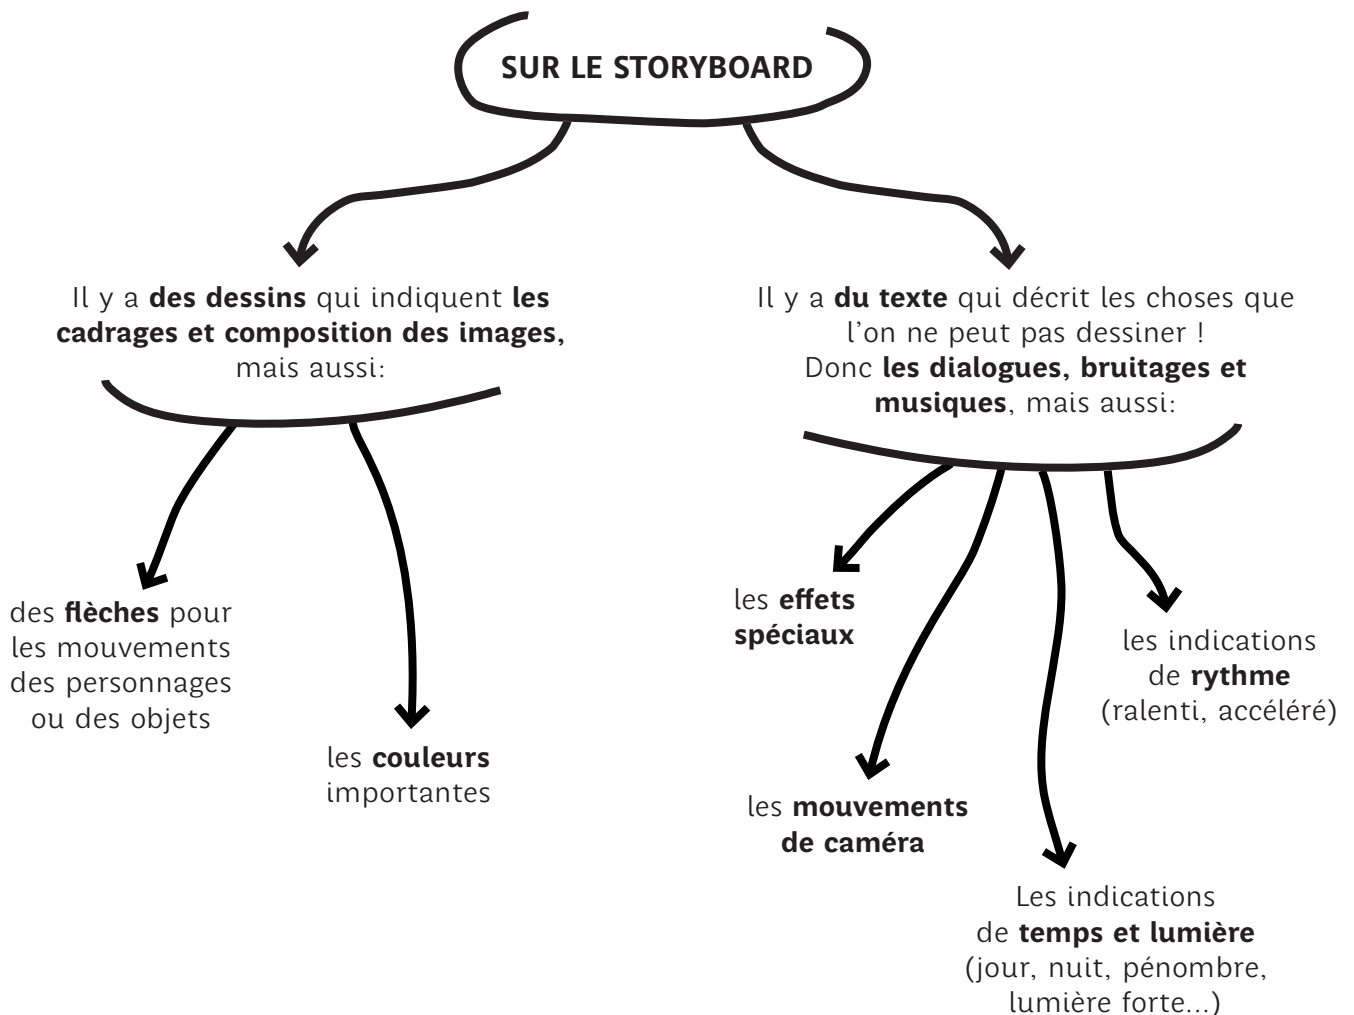 SUR LE STORYBOARD
Il y a des dessins qui indiquent les
cadrages et composition des images,
mais aussi:
Il y a du texte qui décrit les choses que
l'on ne peut pas dessiner !
Donc les dialogues, bruitages et
musiques, mais aussi:
des flèches pour
les mouvements
des personnages
ou des objets
les couleurs
importantes
les effets
spéciaux
les mouvements
de caméra
Les indications
de temps et lumière
(jour, nuit, pénombre,
lumière forte...)
les indications
de rythme
(ralenti, accéléré)